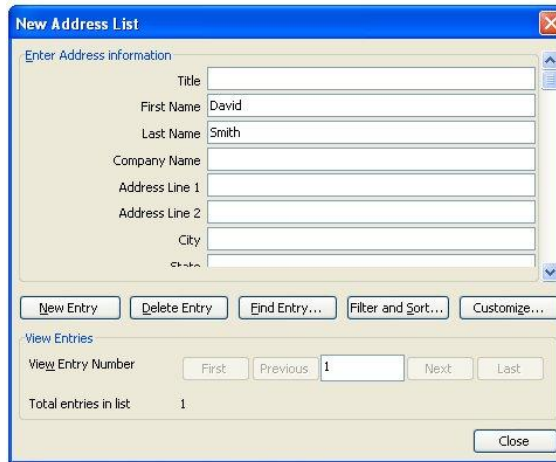 New Address List
Enter Address information
Title
First Name David
Last Name Smith
Company Name
Address Line 1
Address Line 2
City
State
New Entry Delete Entry Find Entry... Filter and Sort... Customize...
View Entries
View Entry Number First Previous 1 Next Last
Total entries in list 1
Close